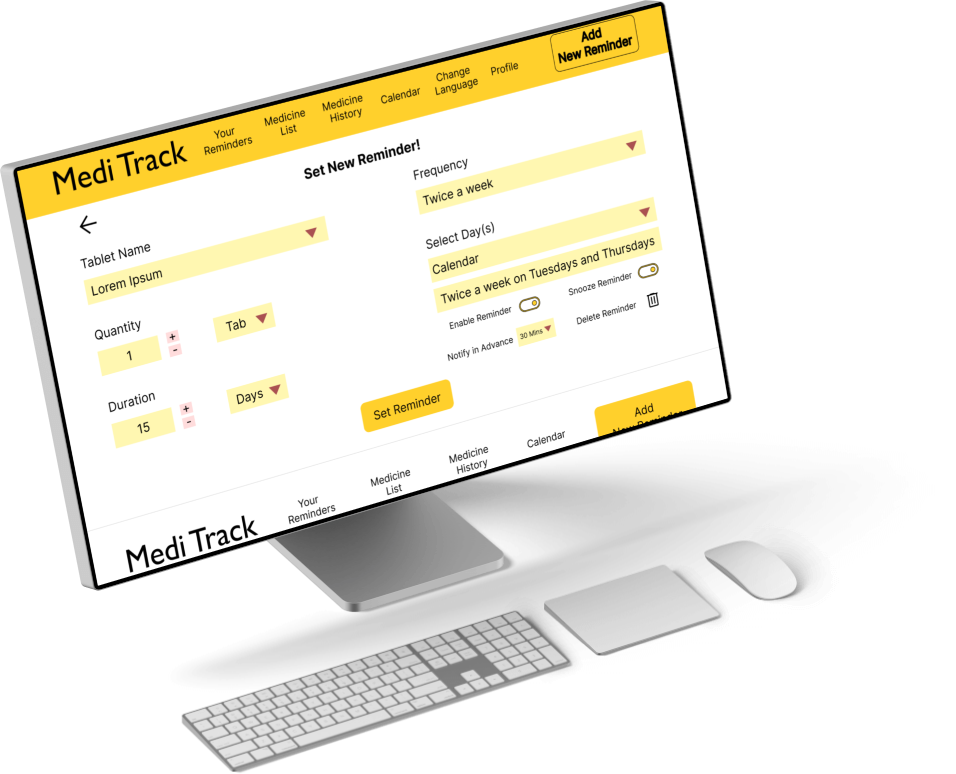 Medi Track
Your
Reminders
Medicine
List
Medicine
History
Calendar
Change
Language
Profile
Add
New Reminder
Set New Reminder!
Tablet Name
Lorem Ipsum
Quantity
1
+
-
Tab
Duration
15
+
-
Days
Frequency
Twice a week
Select Day(s)
Calendar
Twice a week on Tuesdays and Thursdays
Enable Reminder
Snooze Reminder
Notify in Advance
30 Mins
Delete Reminder
Set Reminder
Medi Track
Your
Reminders
Medicine
List
Medicine
History
Calendar
Add
New Reminder